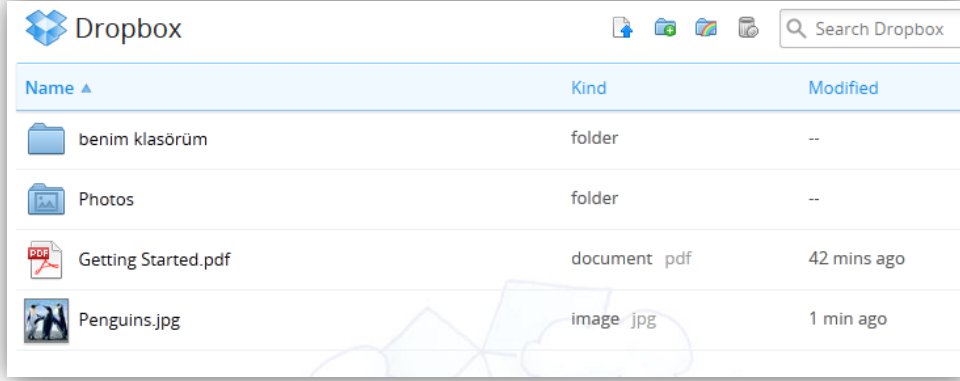 Dropbox Search Dropbox
Name Kind Modified
benim klasörüm folder --
Photos folder --
PDF Getting Started.pdf document pdf 42 mins ago
Penguins.jpg image jpg 1 min ago